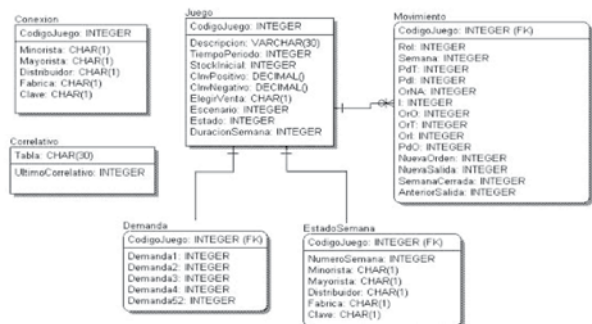 Conexion
CodigoJuego: INTEGER
Minorista: CHAR(1)
Mayorista: CHAR(1)
Distribuidor: CHAR(1)
Fabrica: CHAR(1)
Clave: CHAR(1)
Correlativo
Tabla: CHAR(30)
UltimoCorrelativo: INTEGER
Juego
CodigoJuego: INTEGER
Descripcion: VARCHAR(30)
TiempoPeriodo: INTEGER
StockInicial: INTEGER
CInvPositivo: DECIMAL()
CInvNegativo: DECIMAL()
ElegirVenta: CHAR(1)
Escenario: INTEGER
Estado: INTEGER
DuracionSemana: INTEGER
Movimiento
CodigoJuego: INTEGER (FK)
Rol: INTEGER
Semana: INTEGER
PdT: INTEGER
PdI: INTEGER
OrNA: INTEGER
I: INTEGER
OrO: INTEGER
OrT: INTEGER
OrI: INTEGER
PdO: INTEGER
NuevaOrden: INTEGER
NuevaSalida: INTEGER
SemanaCerrada: INTEGER
AnteriorSalida: INTEGER
Demanda
CodigoJuego: INTEGER (FK)
Demanda1: INTEGER
Demanda2: INTEGER
Demanda3: INTEGER
Demanda4: INTEGER
Demanda52: INTEGER
EstadoSemana
CodigoJuego: INTEGER (FK)
NumeroSemana: INTEGER
Minorista: CHAR(1)
Mayorista: CHAR(1)
Distribuidor: CHAR(1)
Fabrica: CHAR(1)
Clave: CHAR(1)